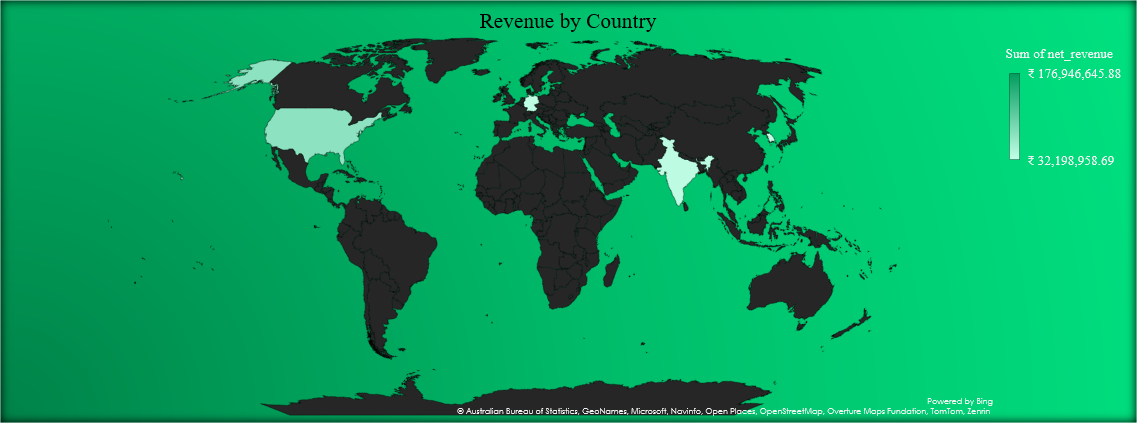 Revenue by Country
Sum of net_revenue
₹ 176,946,645.88
₹ 32,198,958.69
Powered by Bing
© Australian Bureau of Statistics, GeoNames, Microsoft, Navinfo, Open Places, OpenStreetMap, Overture Maps Fundation, TomTom, Zenrin